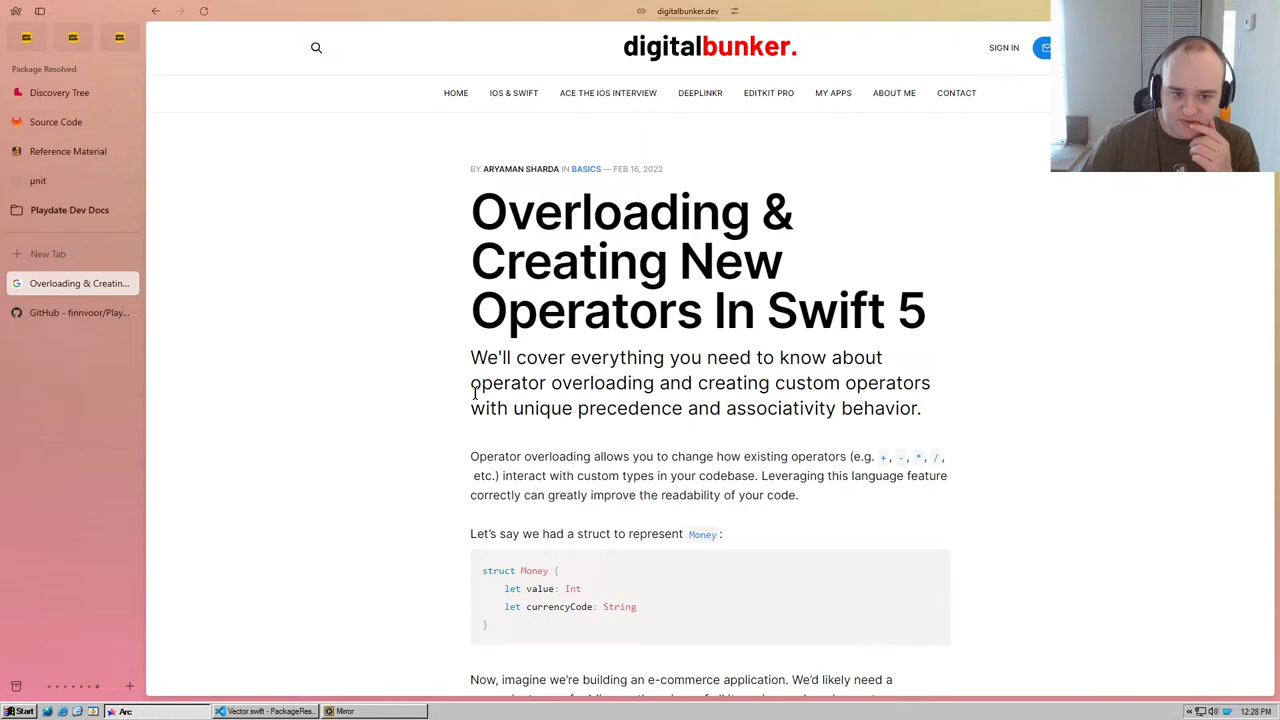 digitalbunker.dev
Package Resolved
Discovery Tree
Source Code
Reference Material
µnit
Playdate Dev Docs
New Tab
Overloading & Creatin...
GitHub - finnvoor/Play...
digitalbunker.
SIGN IN
HOME
IOS & SWIFT
ACE THE IOS INTERVIEW
DEEPLINKR
EDITKIT PRO
MY APPS
ABOUT ME
CONTACT
BY ARYAMAN SHARDA IN BASICS — FEB 16, 2022
Overloading &
Creating New
Operators In Swift 5
We'll cover everything you need to know about
operator overloading and creating custom operators
with unique precedence and associativity behavior.
Operator overloading allows you to change how existing operators (e.g. +, -, *, /,
etc.) interact with custom types in your codebase. Leveraging this language feature
correctly can greatly improve the readability of your code.
Let's say we had a struct to represent Money:
struct Money {
let value: Int
let currencyCode: String
}
Now, imagine we're building an e-commerce application. We'd likely need a
Start
Arc
Vector.swift - PackageRes...
Mirror
12:28 PM